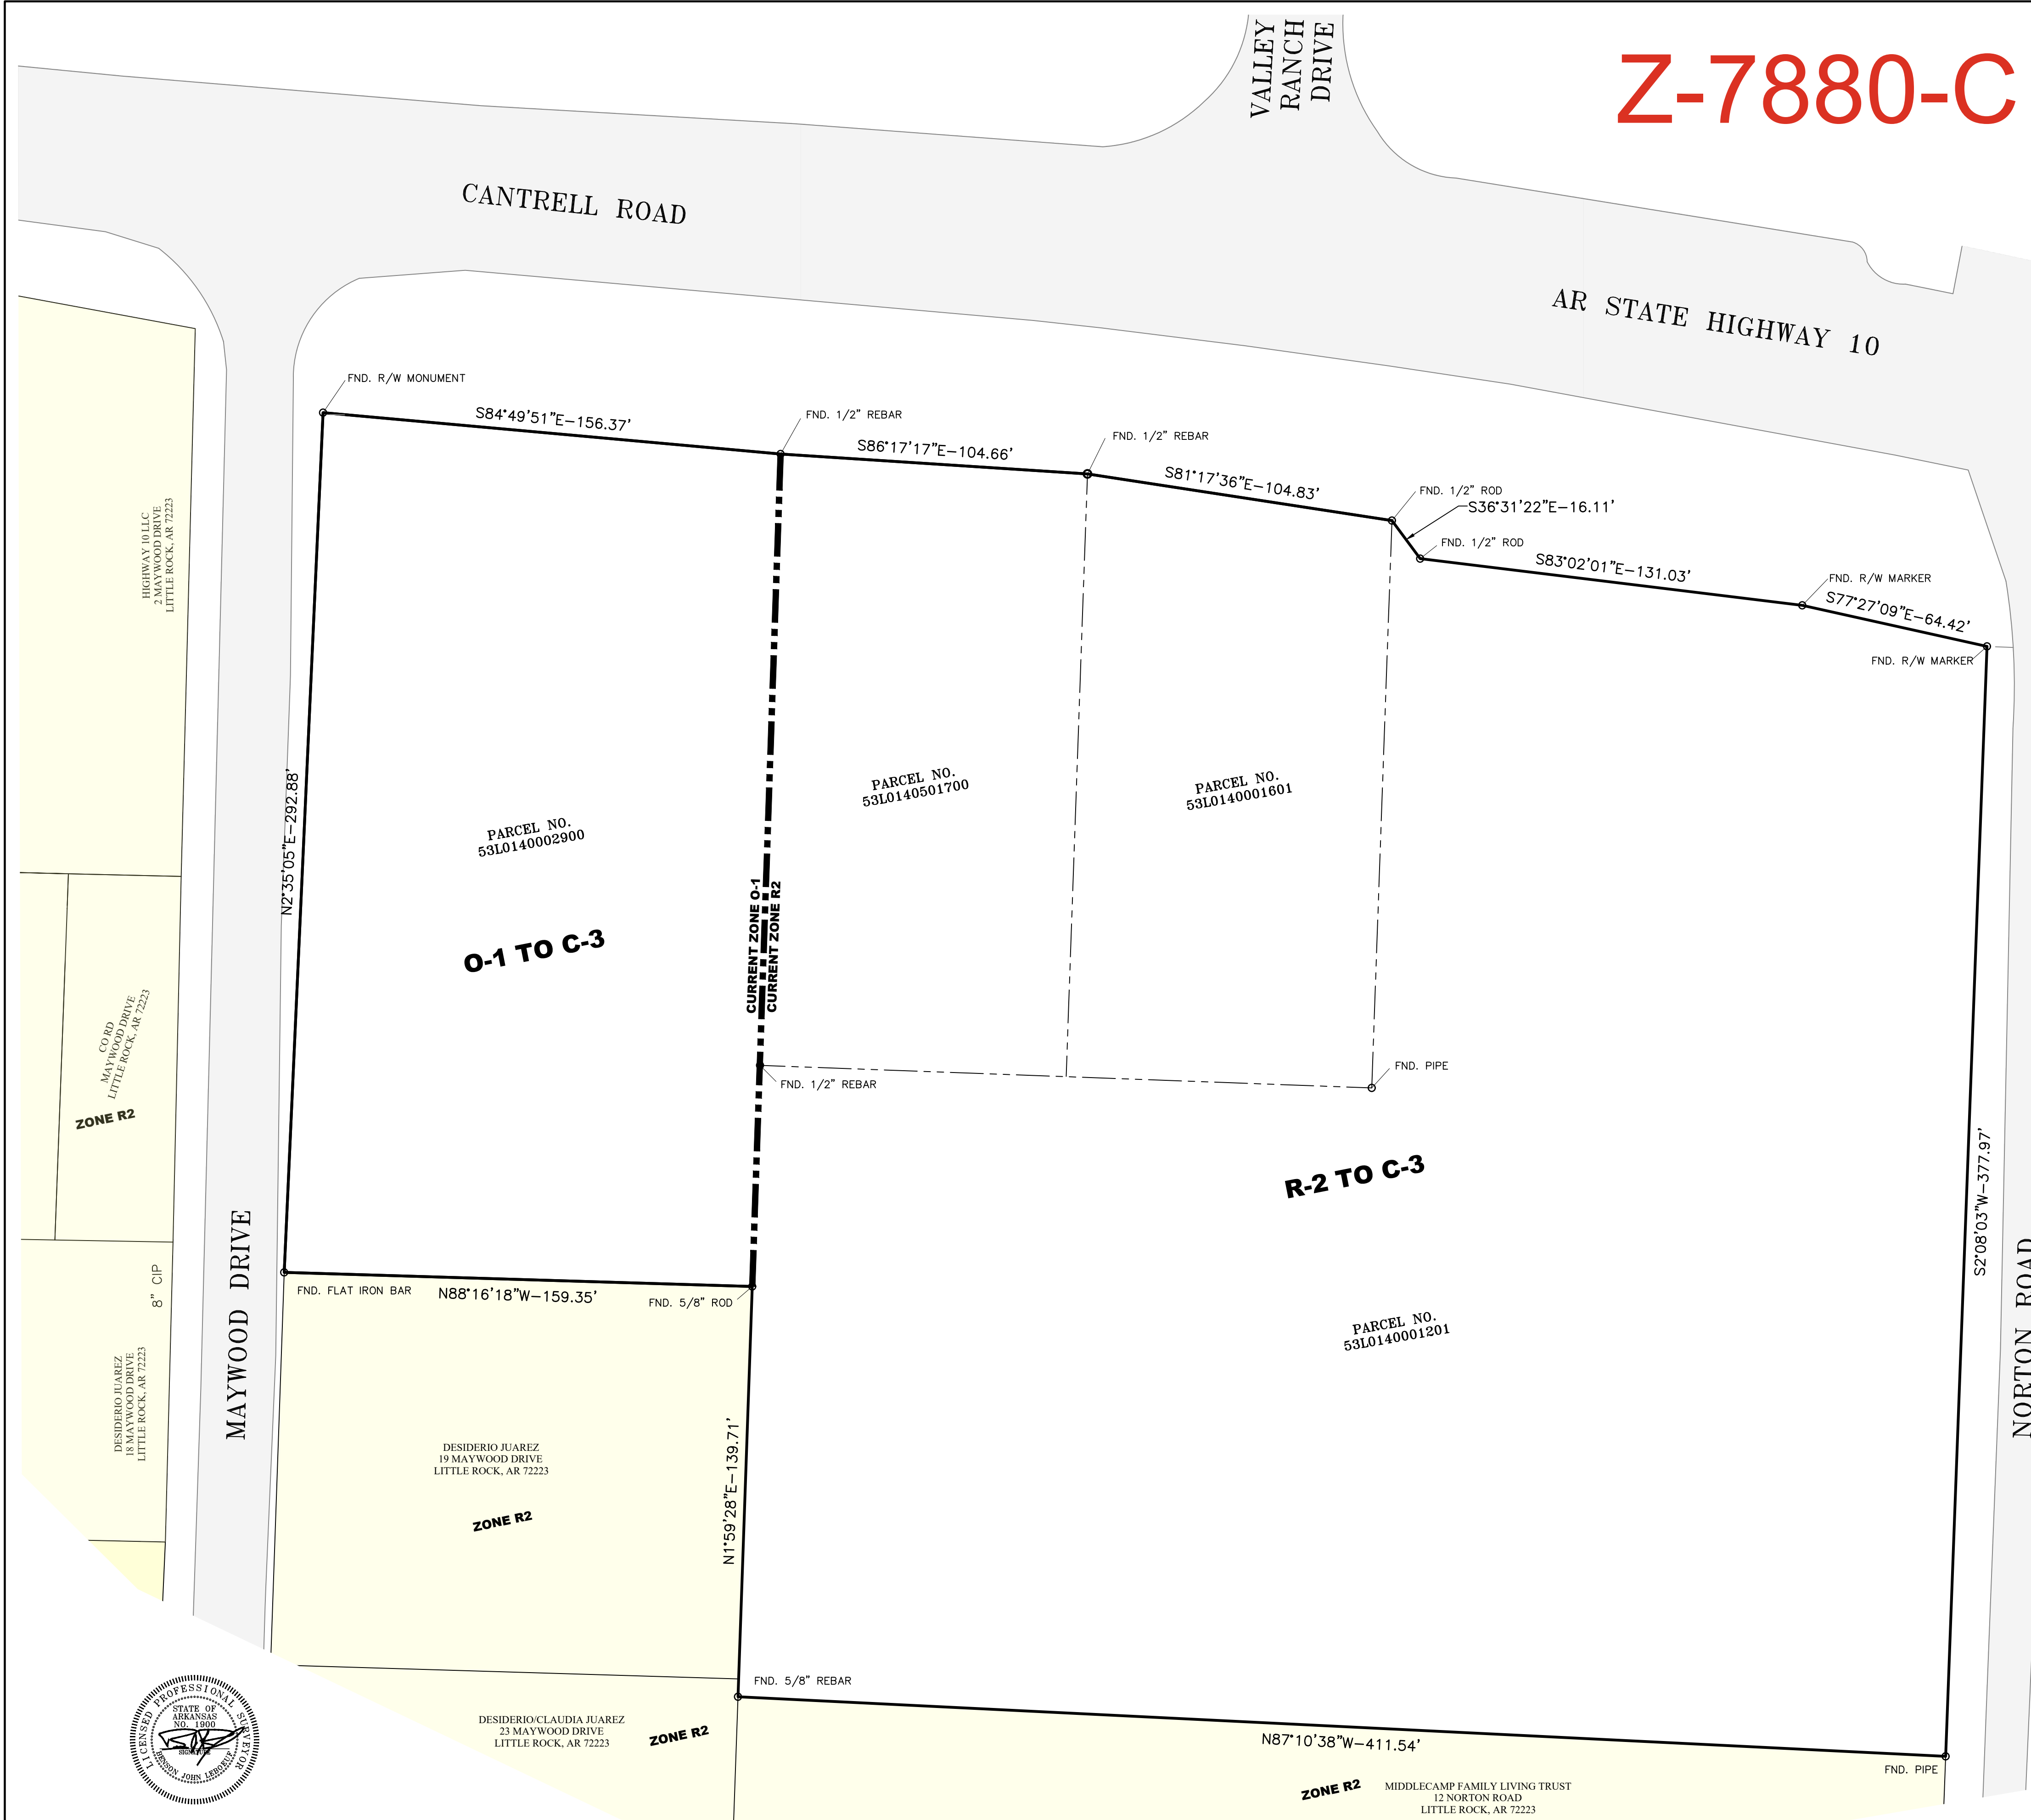 Z-7880-C
VALLEY
RANCH
DRIVE
CANTRELL ROAD
AR STATE HIGHWAY 10
FND. R/W MONUMENT
S84°49'51"E-156.37'
FND. 1/2" REBAR
S86°17'17"E-104.66'
FND. 1/2" REBAR
S81°17'36"E-104.83'
FND. 1/2" ROD
S36°31'22"E-16.11'
FND. 1/2" ROD
S83°02'01"E-131.03'
FND. R/W MARKER
S77°27'09"E-64.42'
FND. R/W MARKER
HIGHWAY 10 LLC
2 MAYWOOD DRIVE
LITTLE ROCK, AR 72223
N2°35'05"E-292.88'
PARCEL NO.
53L0140002900
PARCEL NO.
53L0140501700
PARCEL NO.
53L0140001601
O-1 TO C-3
CURRENT ZONE O-1
CURRENT ZONE R2
CO RD
MAYWOOD DRIVE
LITTLE ROCK, AR 72223
ZONE R2
FND. 1/2" REBAR
FND. PIPE
R-2 TO C-3
S2°08'03"W-377.97'
NORTON ROAD
MAYWOOD DRIVE
8" CIP
FND. FLAT IRON BAR
N88°16'18"W-159.35'
FND. 5/8" ROD
PARCEL NO.
53L0140001201
DESIDERIO JUAREZ
18 MAYWOOD DRIVE
LITTLE ROCK, AR 72223
DESIDERIO JUAREZ
19 MAYWOOD DRIVE
LITTLE ROCK, AR 72223
ZONE R2
N1°59'28"E-139.71'
FND. 5/8" REBAR
DESIDERIO/CLAUDIA JUAREZ
23 MAYWOOD DRIVE
LITTLE ROCK, AR 72223
ZONE R2
N87°10'38"W-411.54'
FND. PIPE
ZONE R2
MIDDLECAMP FAMILY LIVING TRUST
12 NORTON ROAD
LITTLE ROCK, AR 72223
LICENSED PROFESSIONAL SURVEYOR
STATE OF
ARKANSAS
NO. 1900
SIGNATURE
BENSON JOHN LEBOEUF